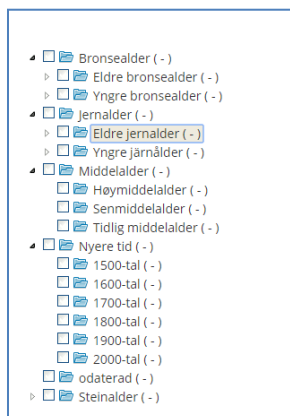 Bronsealder ( - )
Eldre bronsealder ( - )
Yngre bronsealder ( - )
Jernalder ( - )
Eldre jernalder ( - )
Yngre järnålder ( - )
Middelalder ( - )
Høymiddelalder ( - )
Senmiddelalder ( - )
Tidlig middelalder ( - )
Nyere tid ( - )
1500-tal ( - )
1600-tal ( - )
1700-tal ( - )
1800-tal ( - )
1900-tal ( - )
2000-tal ( - )
odaterad ( - )
Steinalder ( - )